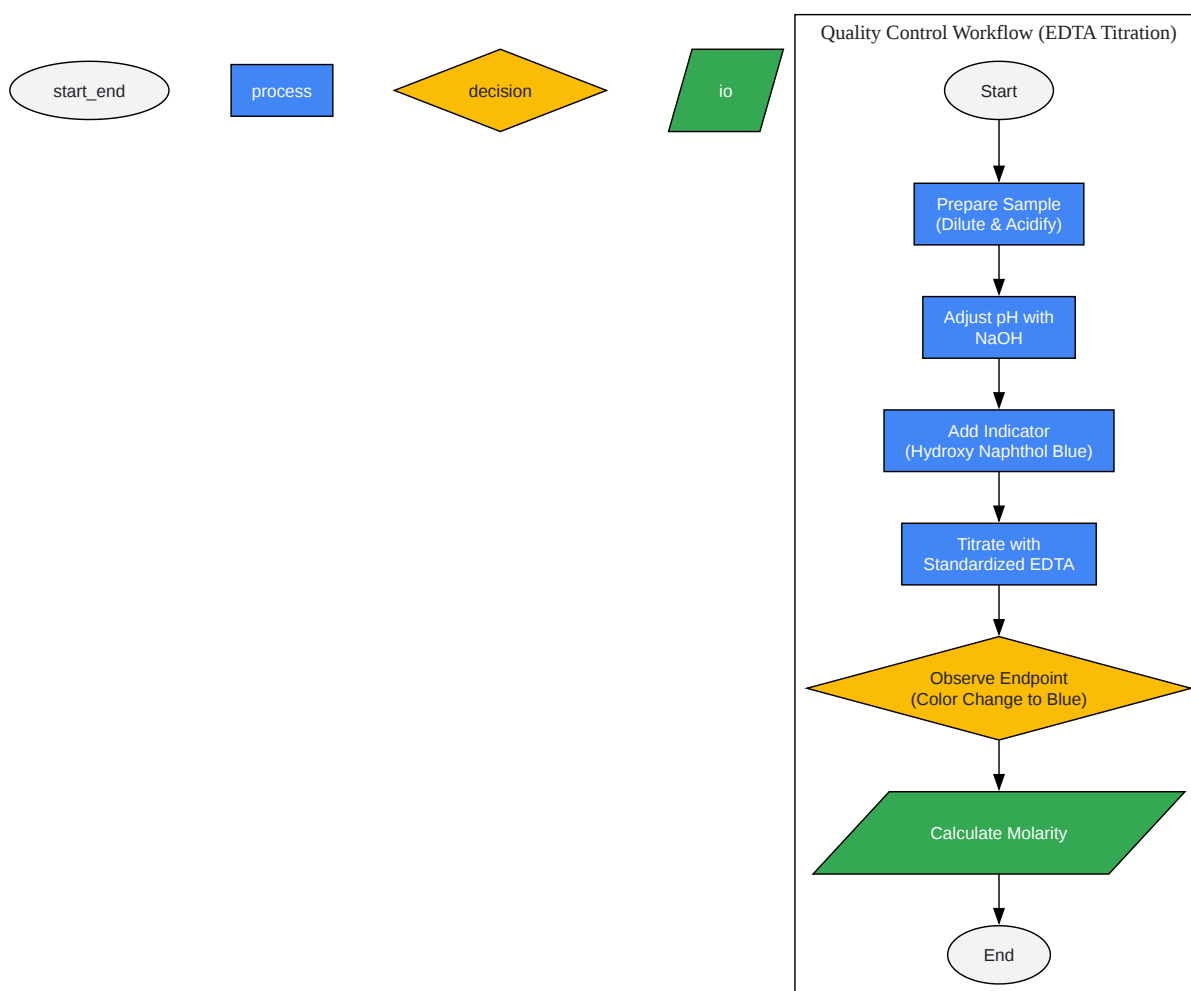 Quality Control Workflow (EDTA Titration)
start_end
process
decision
io
Start
Prepare Sample
(Dilute & Acidify)
Adjust pH with
NaOH
Add Indicator
(Hydroxy Naphthol Blue)
Titrate with
Standardized EDTA
Observe Endpoint
(Color Change to Blue)
Calculate Molarity
End